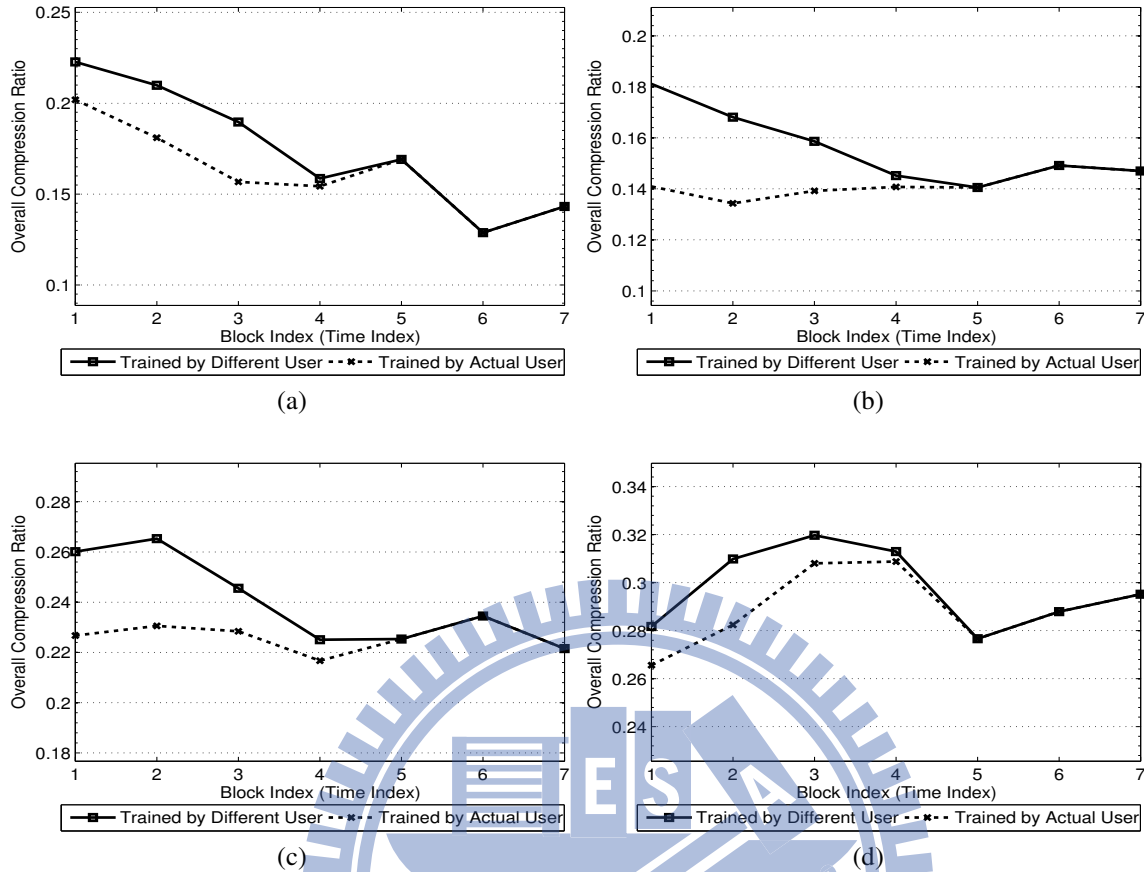 0.25
0.2
0.15
0.1
Overall Compression Ratio
1 2 3 4 5 6 7
Block Index (Time Index)
Trained by Different User Trained by Actual User
(a)
0.2
0.18
0.16
0.14
0.12
0.1
Overall Compression Ratio
1 2 3 4 5 6 7
Block Index (Time Index)
Trained by Different User Trained by Actual User
(b)
0.28
0.26
0.24
0.22
0.2
0.18
Overall Compression Ratio
1 2 3 4 5 6 7
Block Index (Time Index)
Trained by Different User Trained by Actual User
(c)
0.34
0.32
0.3
0.28
0.26
0.24
Overall Compression Ratio
1 2 3 4 5 6 7
Block Index (Time Index)
Trained by Different User Trained by Actual User
(d)
E S A